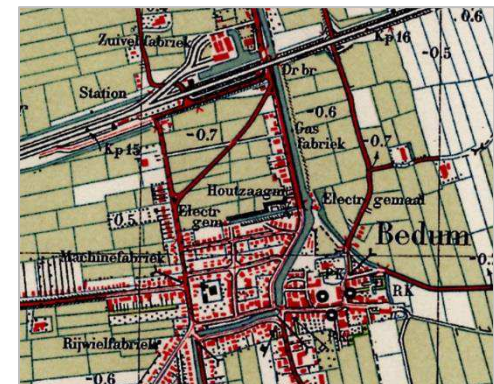 -0.6
Zuivelfabriek
Kp 16
-0.5
Dr br
Station
-0.6
-0.7
Gas
fabriek
-0.7
Kp 15
Houtzaagm
Electr gemaal
0.5
Electr
gem
Bedum
Machinefabriek
PK
RK
Rijwielfabriek
-0.6